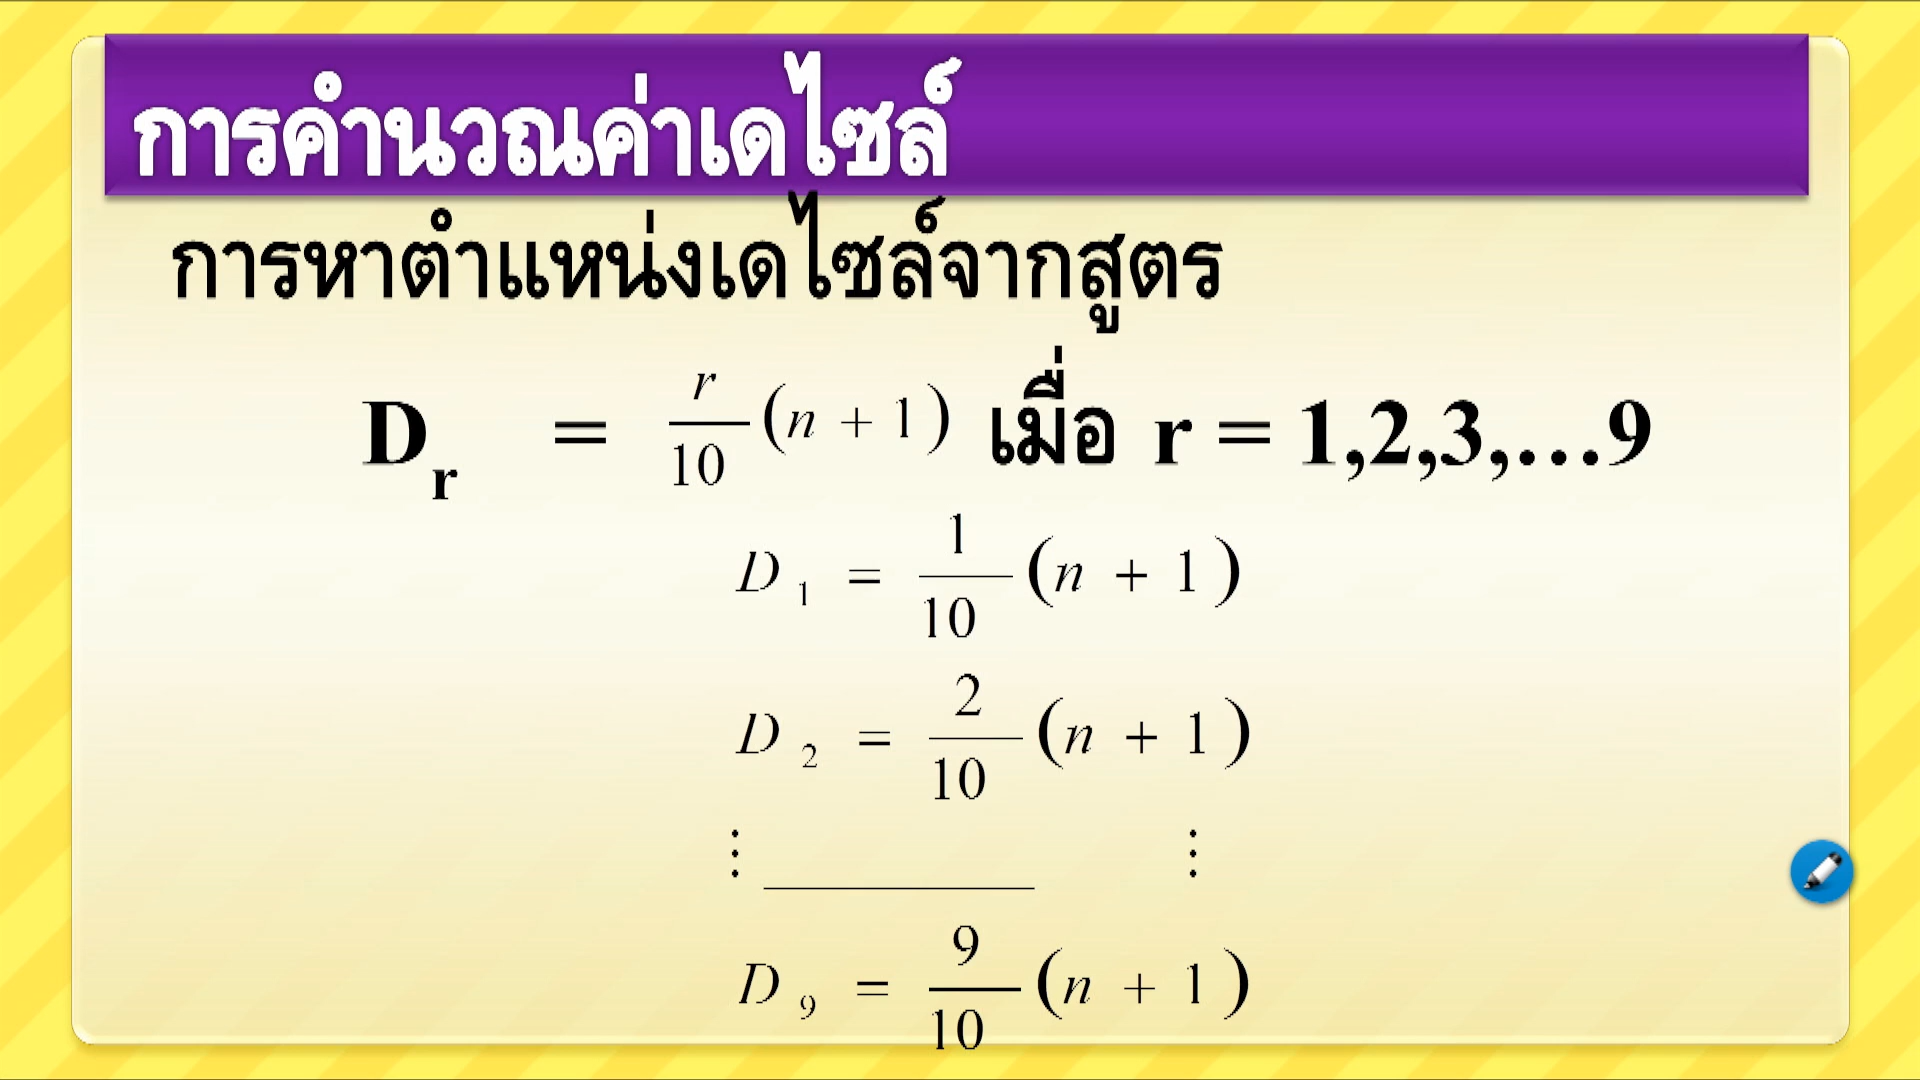 การคำนวณค่าเดไซล์
การหาตำแหน่งเดไซล์จากสูตร
Dᵣ = r/10 (n + 1) เมื่อ r = 1,2,3,…9
D₁ = 1/10 (n + 1)
D₂ = 2/10 (n + 1)
⋮ ⋮
D₉ = 9/10 (n + 1)